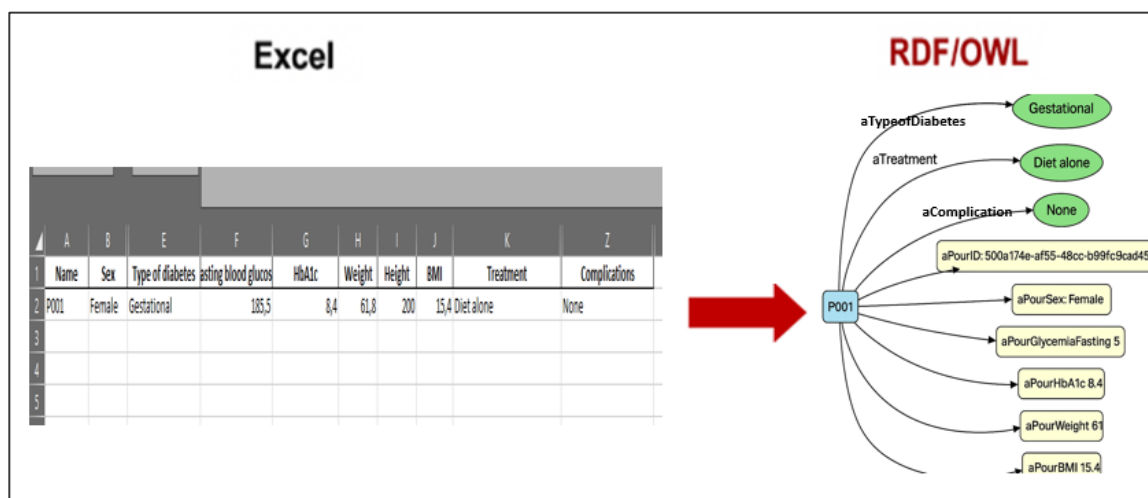 Excel
RDF/OWL
A B E F G H I J K Z
1 Name Sex Type of diabetes asting blood glucos HbA1c Weight Height BMI Treatment Complications
2 P001 Female Gestational 185,5 8,4 61,8 200 15,4 Diet alone None
3
4
5
Gestational
aTypeofDiabetes
Diet alone
aTreatment
None
aComplication
aPourID: 500a174e-af55-48cc-b99fc9cad45
P001
aPourSex: Female
aPourGlycemiaFasting 5
aPourHbA1c 8.4
aPourWeight 61
aPourBMI 15.4